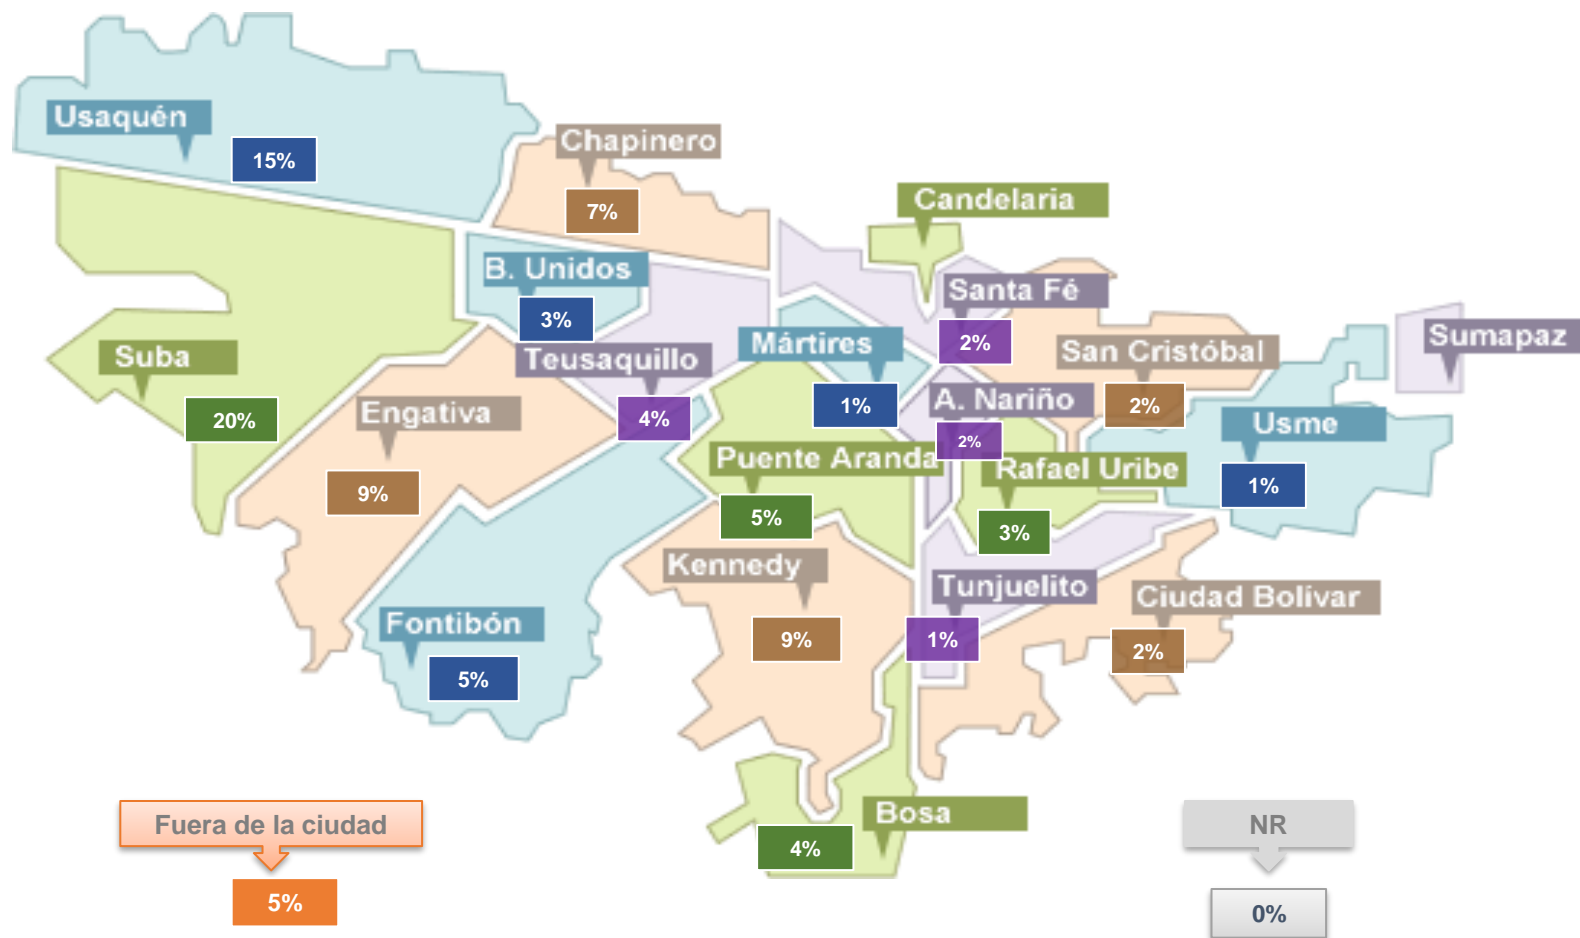 Usaquén
15%
Chapinero
7%
Candelaria
B. Unidos
3%
Santa Fé
2%
Sumapaz
Mártires
1%
San Cristóbal
2%
Suba
20%
Teusaquillo
4%
A. Nariño
2%
Engativa
9%
Usme
1%
Puente Aranda
5%
Rafael Uribe
3%
Kennedy
9%
Tunjuelito
1%
Ciudad Bolivar
2%
Fontibón
5%
Bosa
4%
Fuera de la ciudad
5%
NR
0%